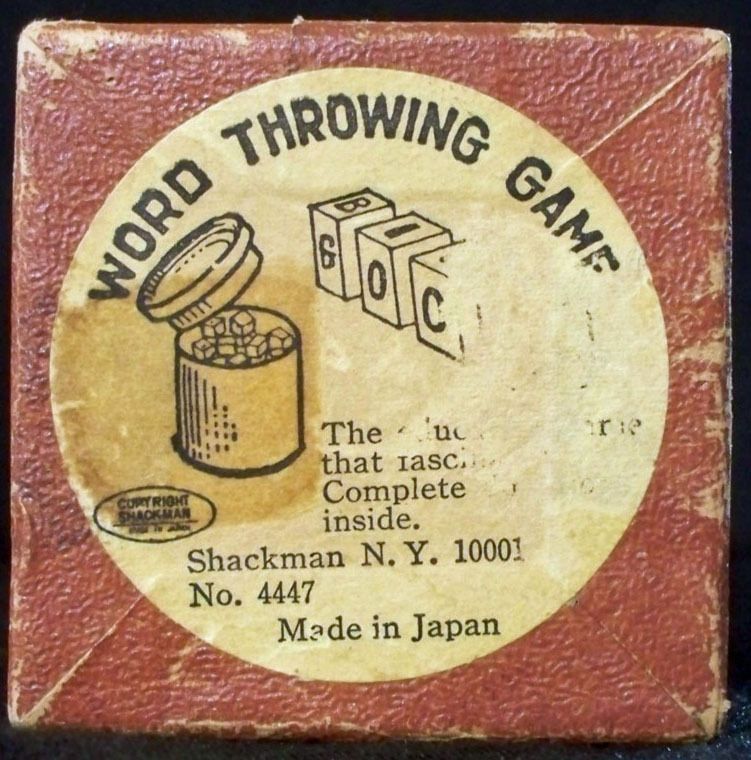 WORD THROWING GAME
B I
G O C
The
that
Complete
inside.
COPYRIGHT
SHACKMAN
Shackman N. Y. 10001
No. 4447
Made in Japan